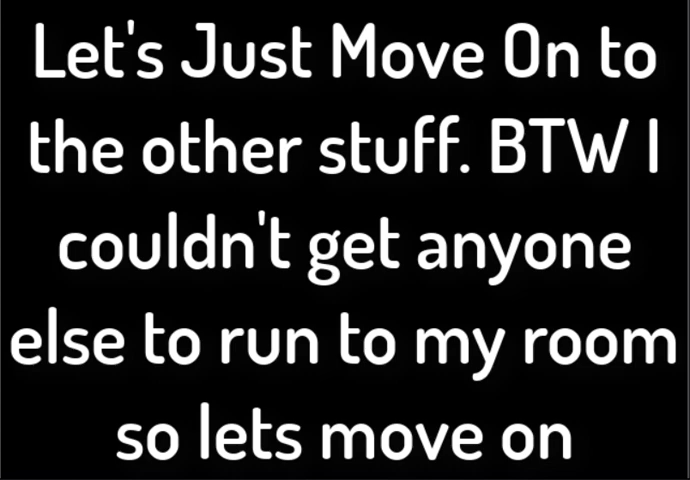 Let's Just Move On to
the other stuff. BTW I
couldn't get anyone
else to run to my room
so lets move on